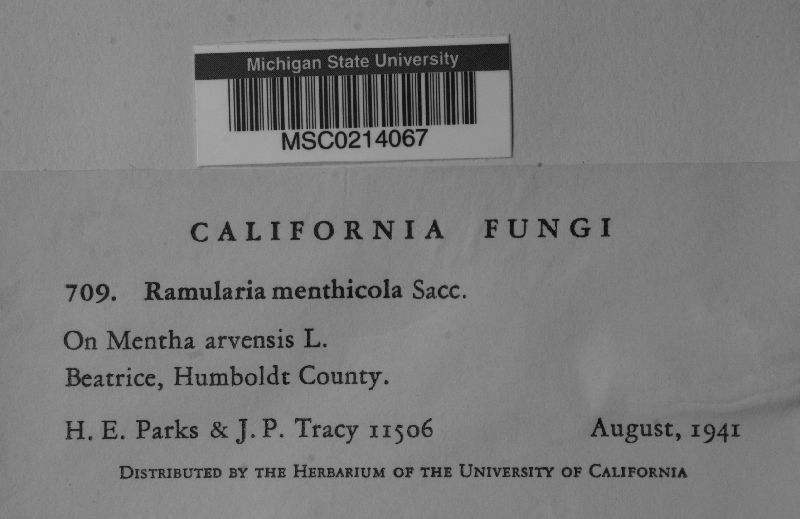 Michigan State University
MSC0214067
CALIFORNIA FUNGI
709. Ramularia menthicola Sacc.
On Mentha arvensis L.
Beatrice, Humboldt County.
H. E. Parks & J. P. Tracy 11506 August, 1941
DISTRIBUTED BY THE HERBARIUM OF THE UNIVERSITY OF CALIFORNIA